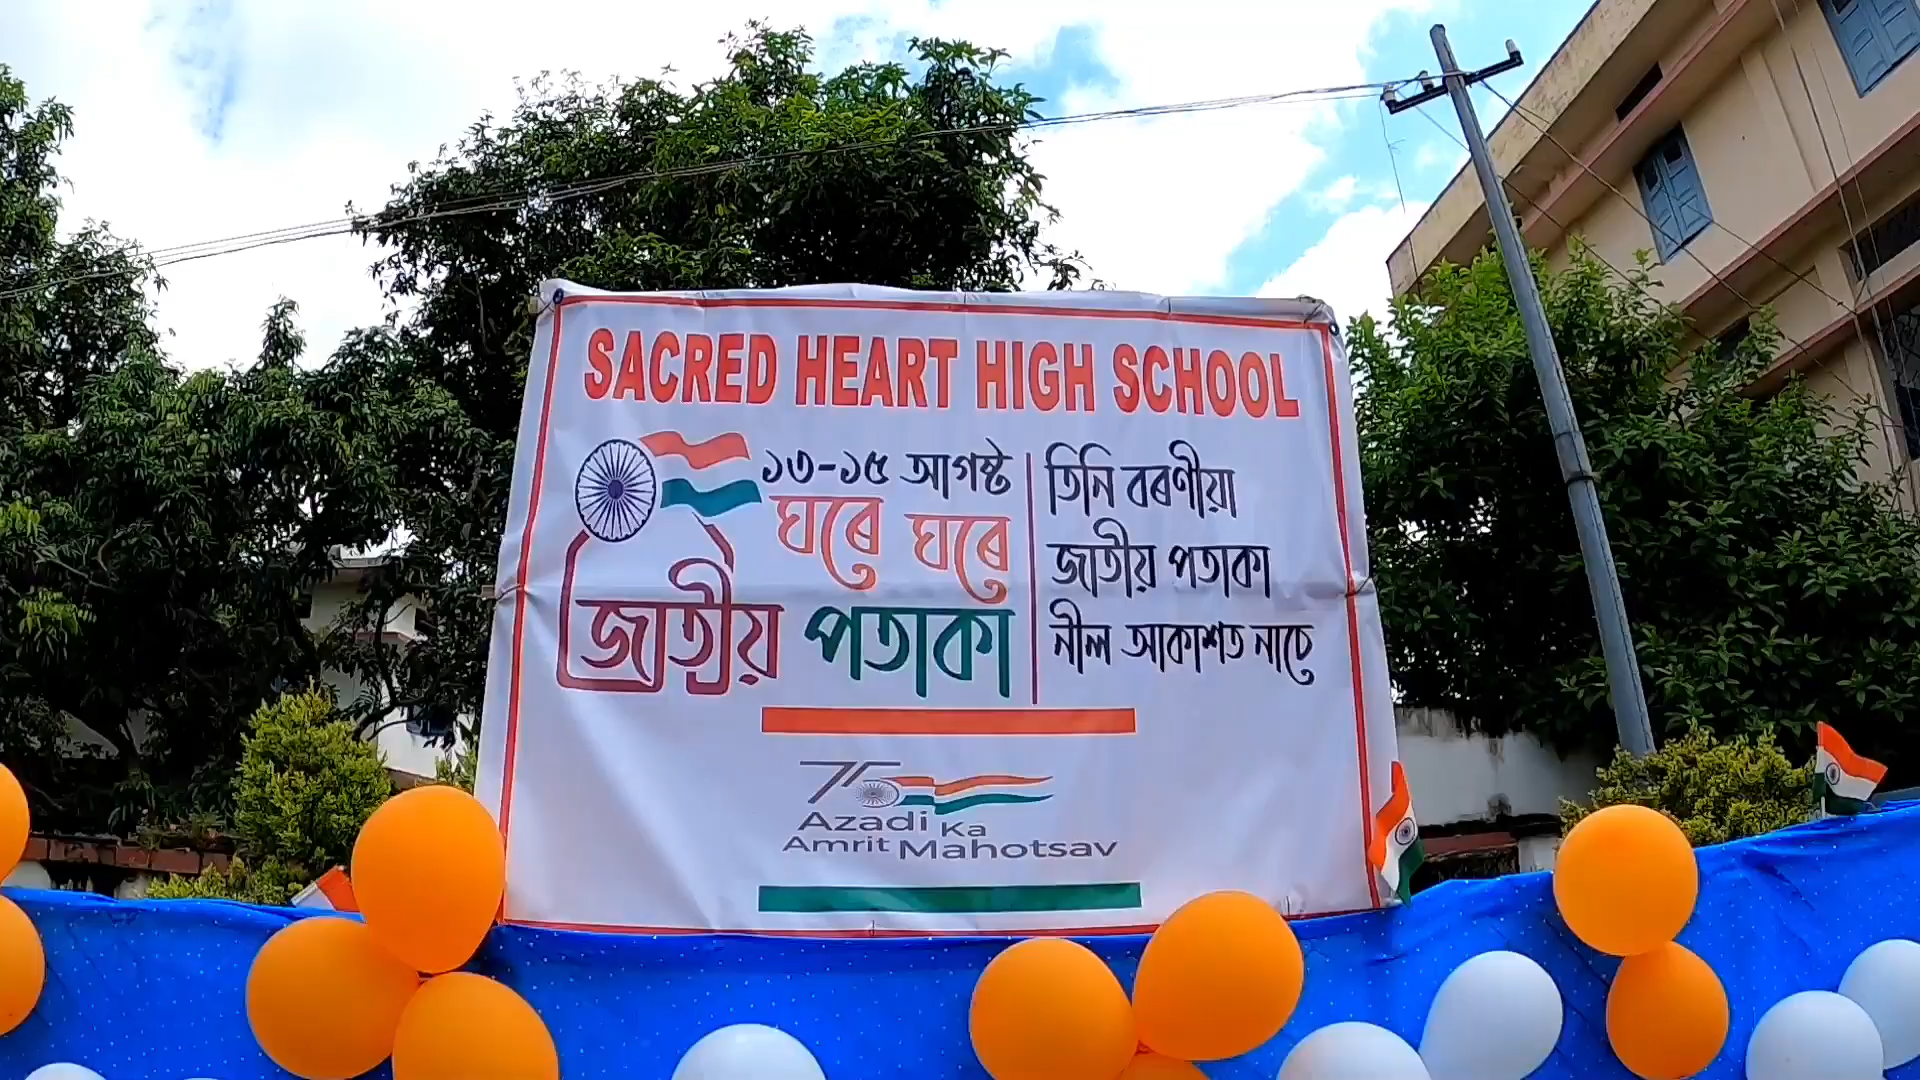 SACRED HEART HIGH SCHOOL
১৩-১৫ আগষ্ট
ঘৰে ঘৰে
জাতীয় পতাকা
তিনি বৰণীয়া
জাতীয় পতাকা
নীল আকাশত নাচে
75
Azadi Ka
Amrit Mahotsav